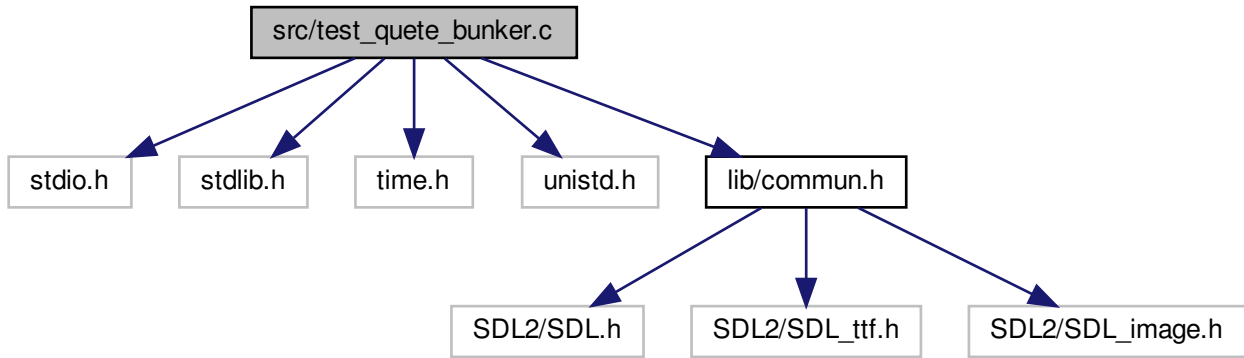 src/test_quete_bunker.c
stdio.h
stdlib.h
time.h
unistd.h
lib/commun.h
SDL2/SDL.h
SDL2/SDL_ttf.h
SDL2/SDL_image.h